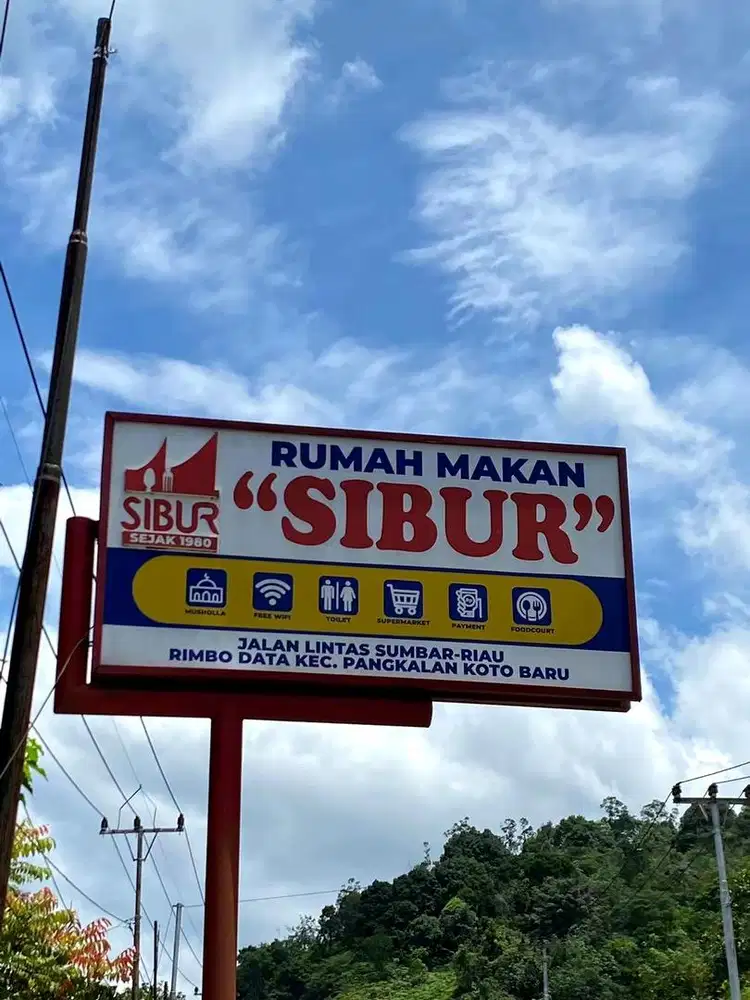 RUMAH MAKAN
"SIBUR"
SIBUR
SEJAK 1980
MUSHOLLA
FREE WIFI
TOILET
SUPERMARKET
PAYMENT
FOODCOURT
JALAN LINTAS SUMBAR-RIAU
RIMBO DATA KEC. PANGKALAN KOTO BARU